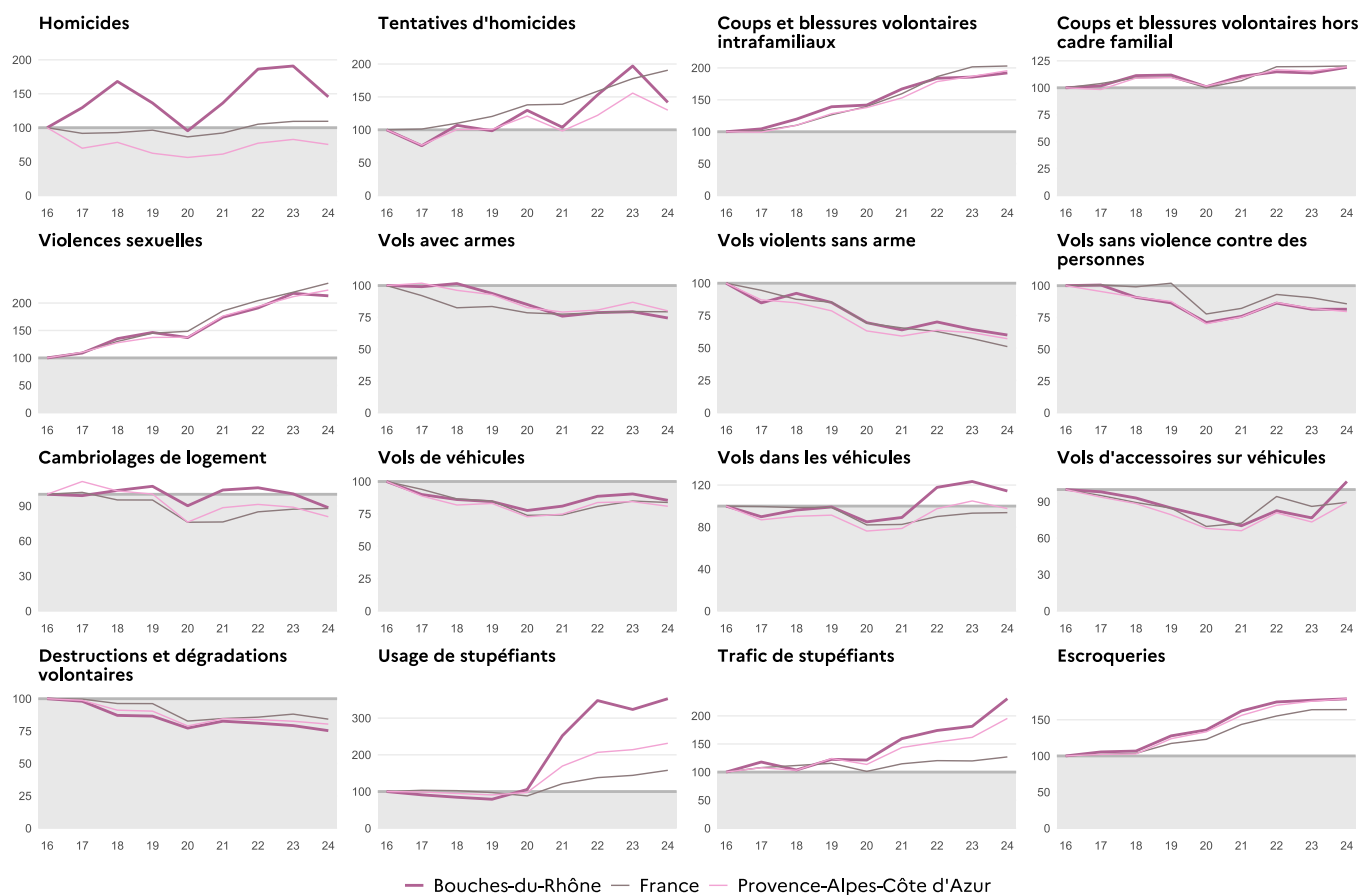 Homicides
200
150
100
50
0
16 17 18 19 20 21 22 23 24
Tentatives d'homicides
200
150
100
50
0
16 17 18 19 20 21 22 23 24
Coups et blessures volontaires
intrafamiliaux
200
150
100
50
0
16 17 18 19 20 21 22 23 24
Coups et blessures volontaires hors
cadre familial
125
100
75
50
25
0
16 17 18 19 20 21 22 23 24
Violences sexuelles
200
150
100
50
0
16 17 18 19 20 21 22 23 24
Vols avec armes
100
75
50
25
0
16 17 18 19 20 21 22 23 24
Vols violents sans arme
100
75
50
25
0
16 17 18 19 20 21 22 23 24
Vols sans violence contre des
personnes
100
75
50
25
0
16 17 18 19 20 21 22 23 24
Cambriolages de logement
90
60
30
0
16 17 18 19 20 21 22 23 24
Vols de véhicules
100
75
50
25
0
16 17 18 19 20 21 22 23 24
Vols dans les véhicules
120
80
40
0
16 17 18 19 20 21 22 23 24
Vols d'accessoires sur véhicules
90
60
30
0
16 17 18 19 20 21 22 23 24
Destructions et dégradations
volontaires
100
75
50
25
0
16 17 18 19 20 21 22 23 24
Usage de stupéfiants
300
200
100
0
16 17 18 19 20 21 22 23 24
Trafic de stupéfiants
200
150
100
50
0
16 17 18 19 20 21 22 23 24
Escroqueries
150
100
50
0
16 17 18 19 20 21 22 23 24
Bouches-du-Rhône France Provence-Alpes-Côte d'Azur